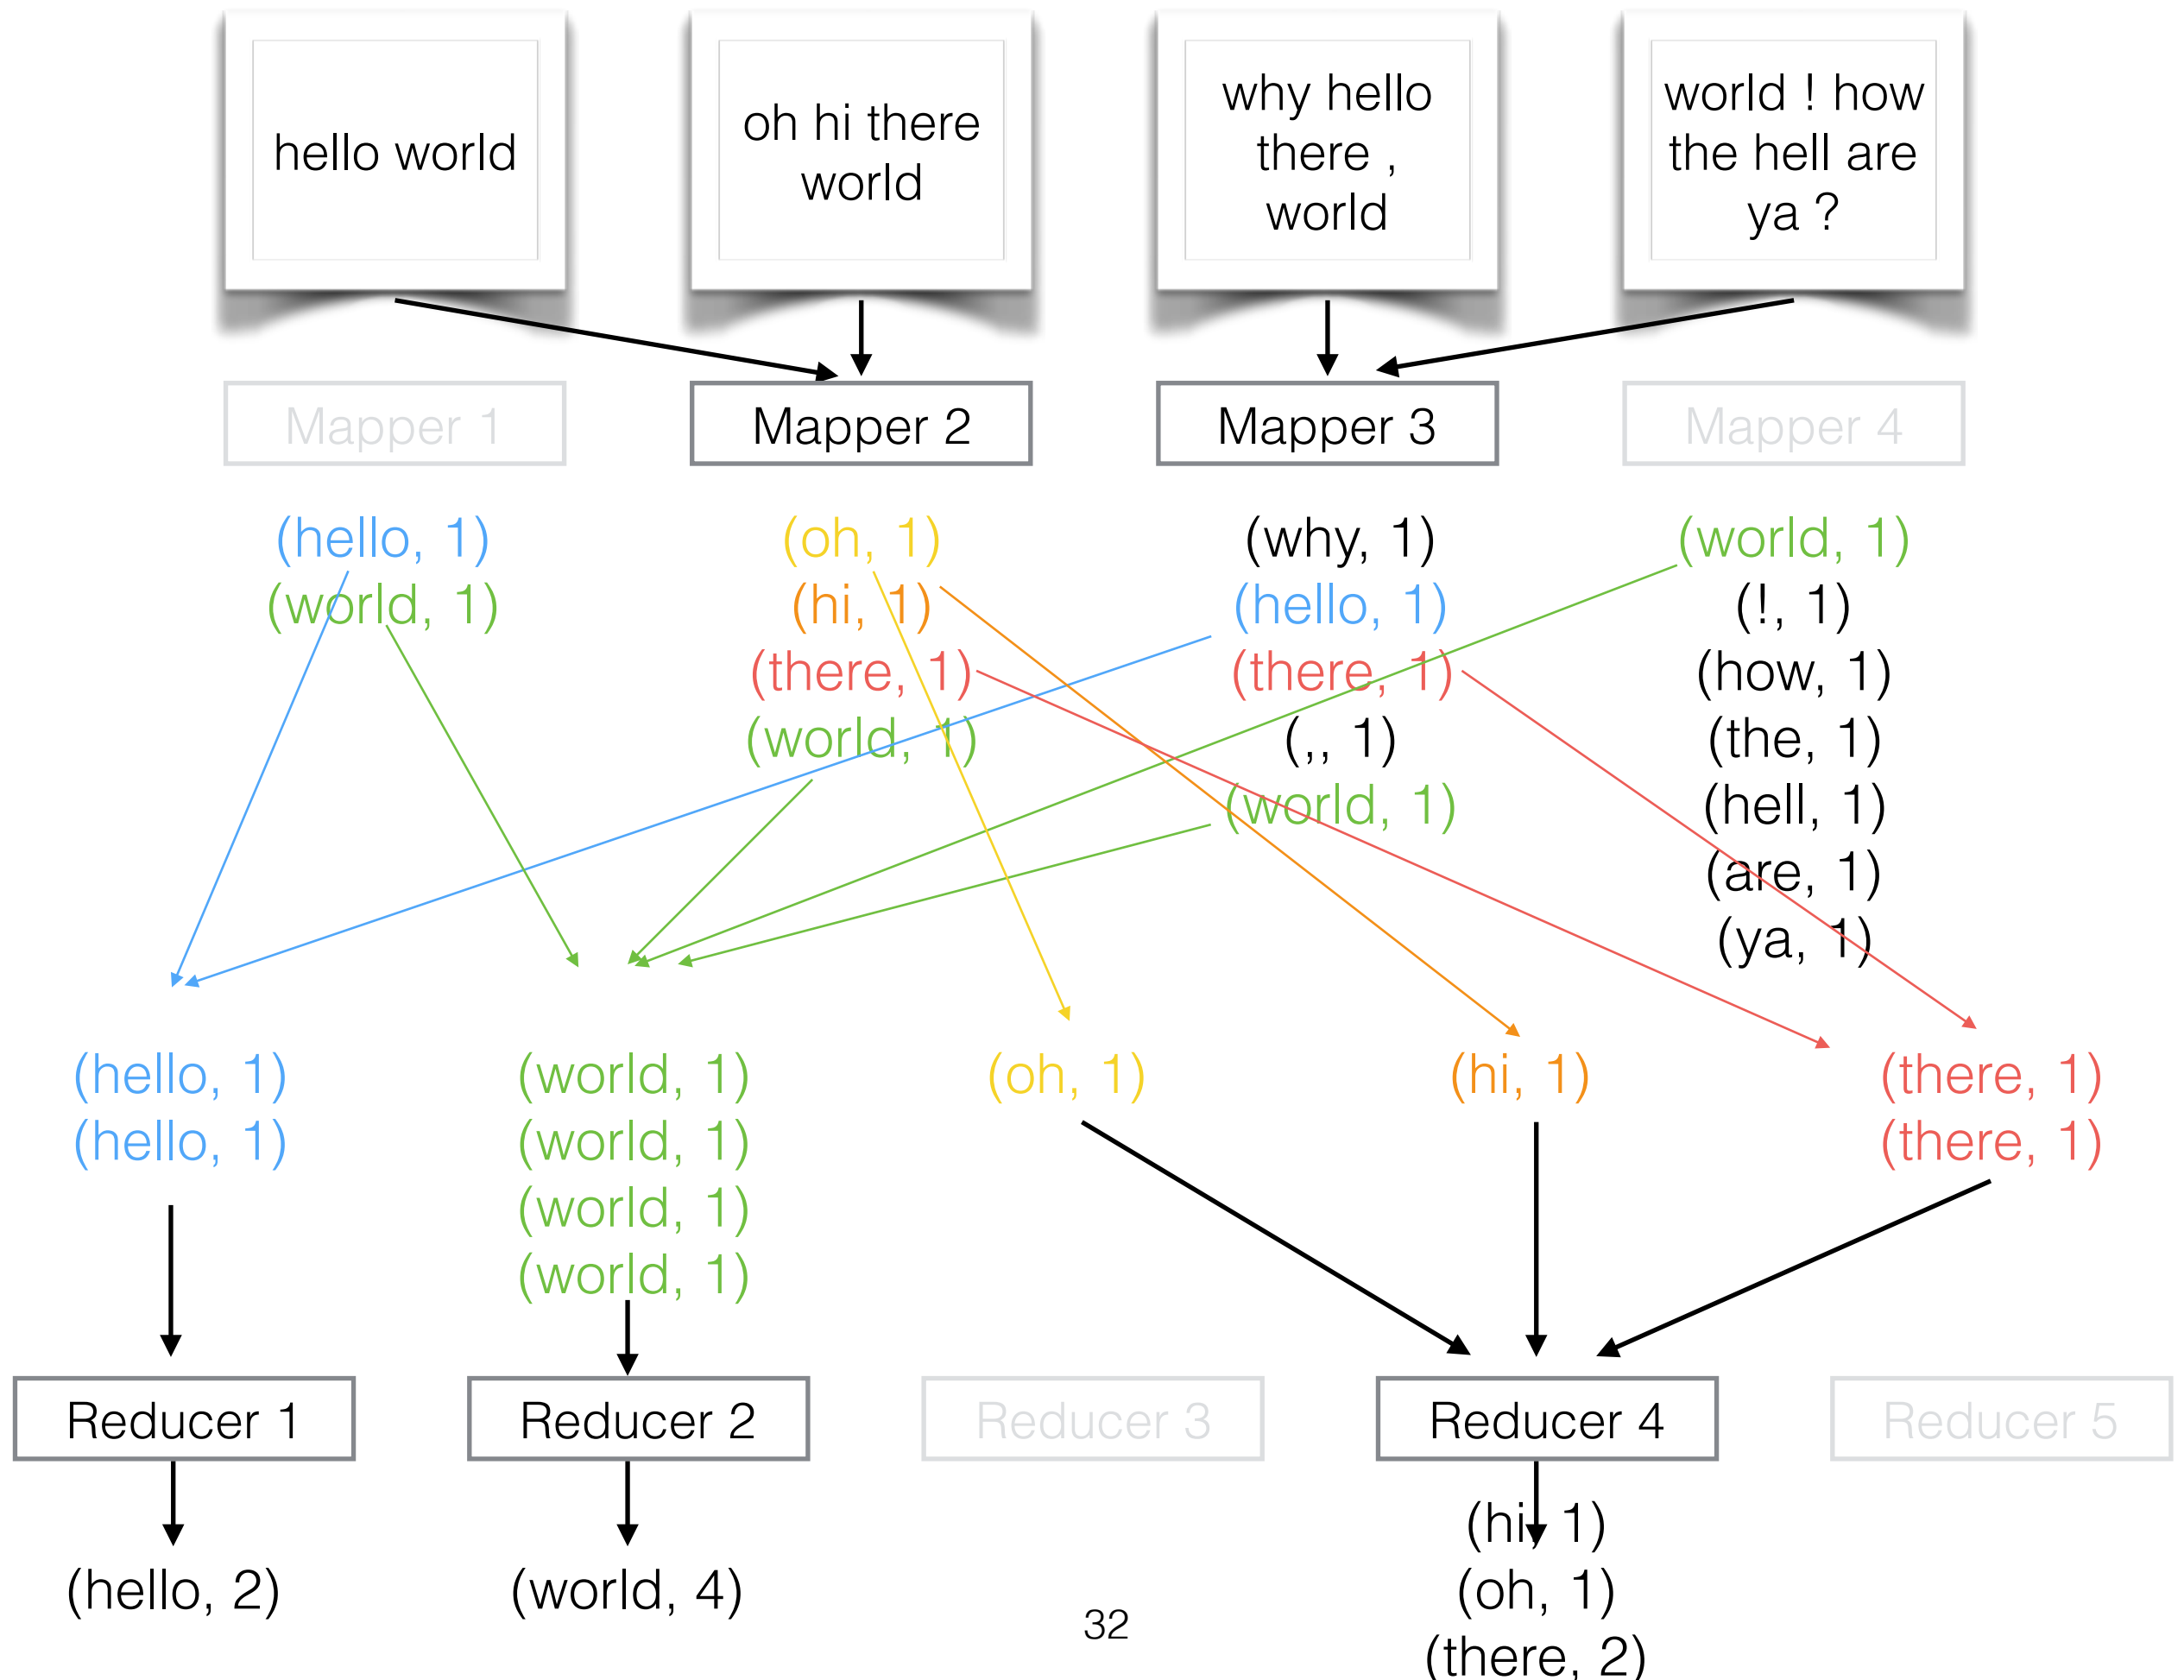 hello world
oh hi there
world
why hello
there ,
world
world ! how
the hell are
ya ?
Mapper 1
Mapper 2
Mapper 3
Mapper 4
(hello, 1)
(world, 1)
(oh, 1)
(hi, 1)
(there, 1)
(world, 1)
(why, 1)
(hello, 1)
(there, 1)
(,, 1)
(world, 1)
(world, 1)
(!, 1)
(how, 1)
(the, 1)
(hell, 1)
(are, 1)
(ya, 1)
(hello, 1)
(hello, 1)
(world, 1)
(world, 1)
(world, 1)
(world, 1)
(oh, 1)
(hi, 1)
(there, 1)
(there, 1)
Reducer 1
Reducer 2
Reducer 3
Reducer 4
Reducer 5
(hello, 2)
(world, 4)
(hi, 1)
(oh, 1)
(there, 2)
32